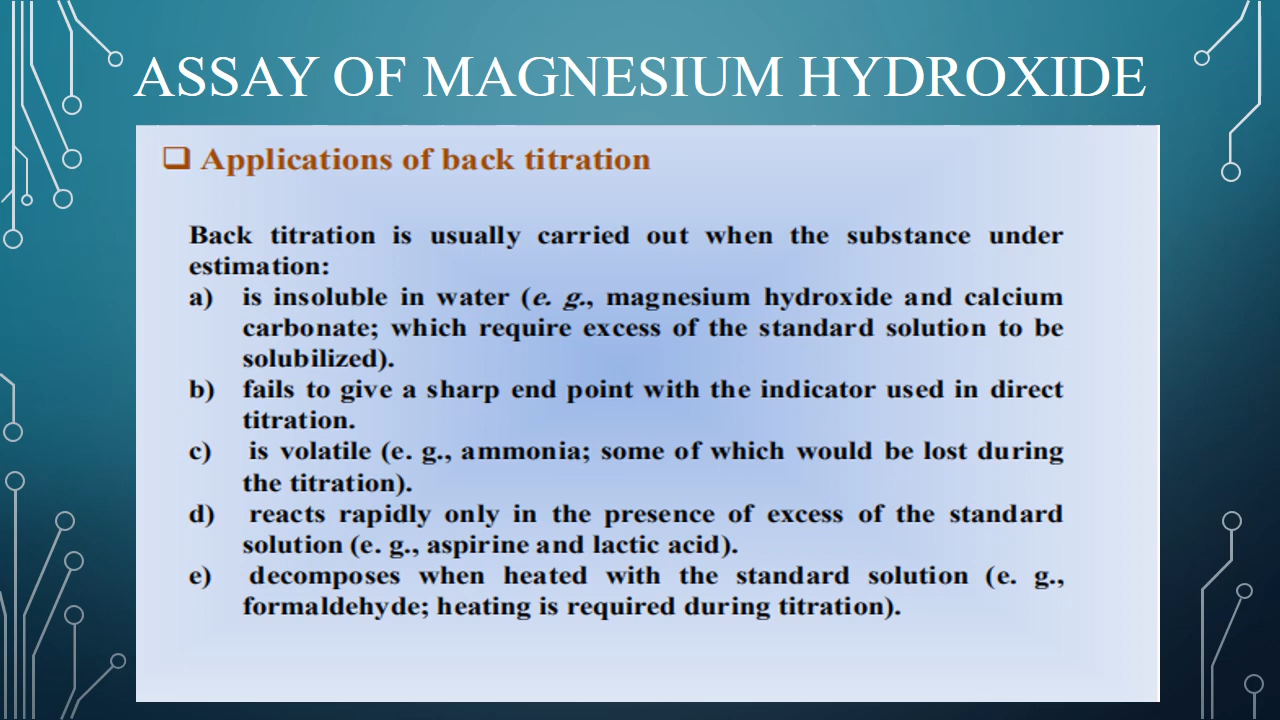 ASSAY OF MAGNESIUM HYDROXIDE
❑ Applications of back titration
Back titration is usually carried out when the substance under
estimation:
a) is insoluble in water (e. g., magnesium hydroxide and calcium
carbonate; which require excess of the standard solution to be
solubilized).
b) fails to give a sharp end point with the indicator used in direct
titration.
c) is volatile (e. g., ammonia; some of which would be lost during
the titration).
d) reacts rapidly only in the presence of excess of the standard
solution (e. g., aspirine and lactic acid).
e) decomposes when heated with the standard solution (e. g.,
formaldehyde; heating is required during titration).